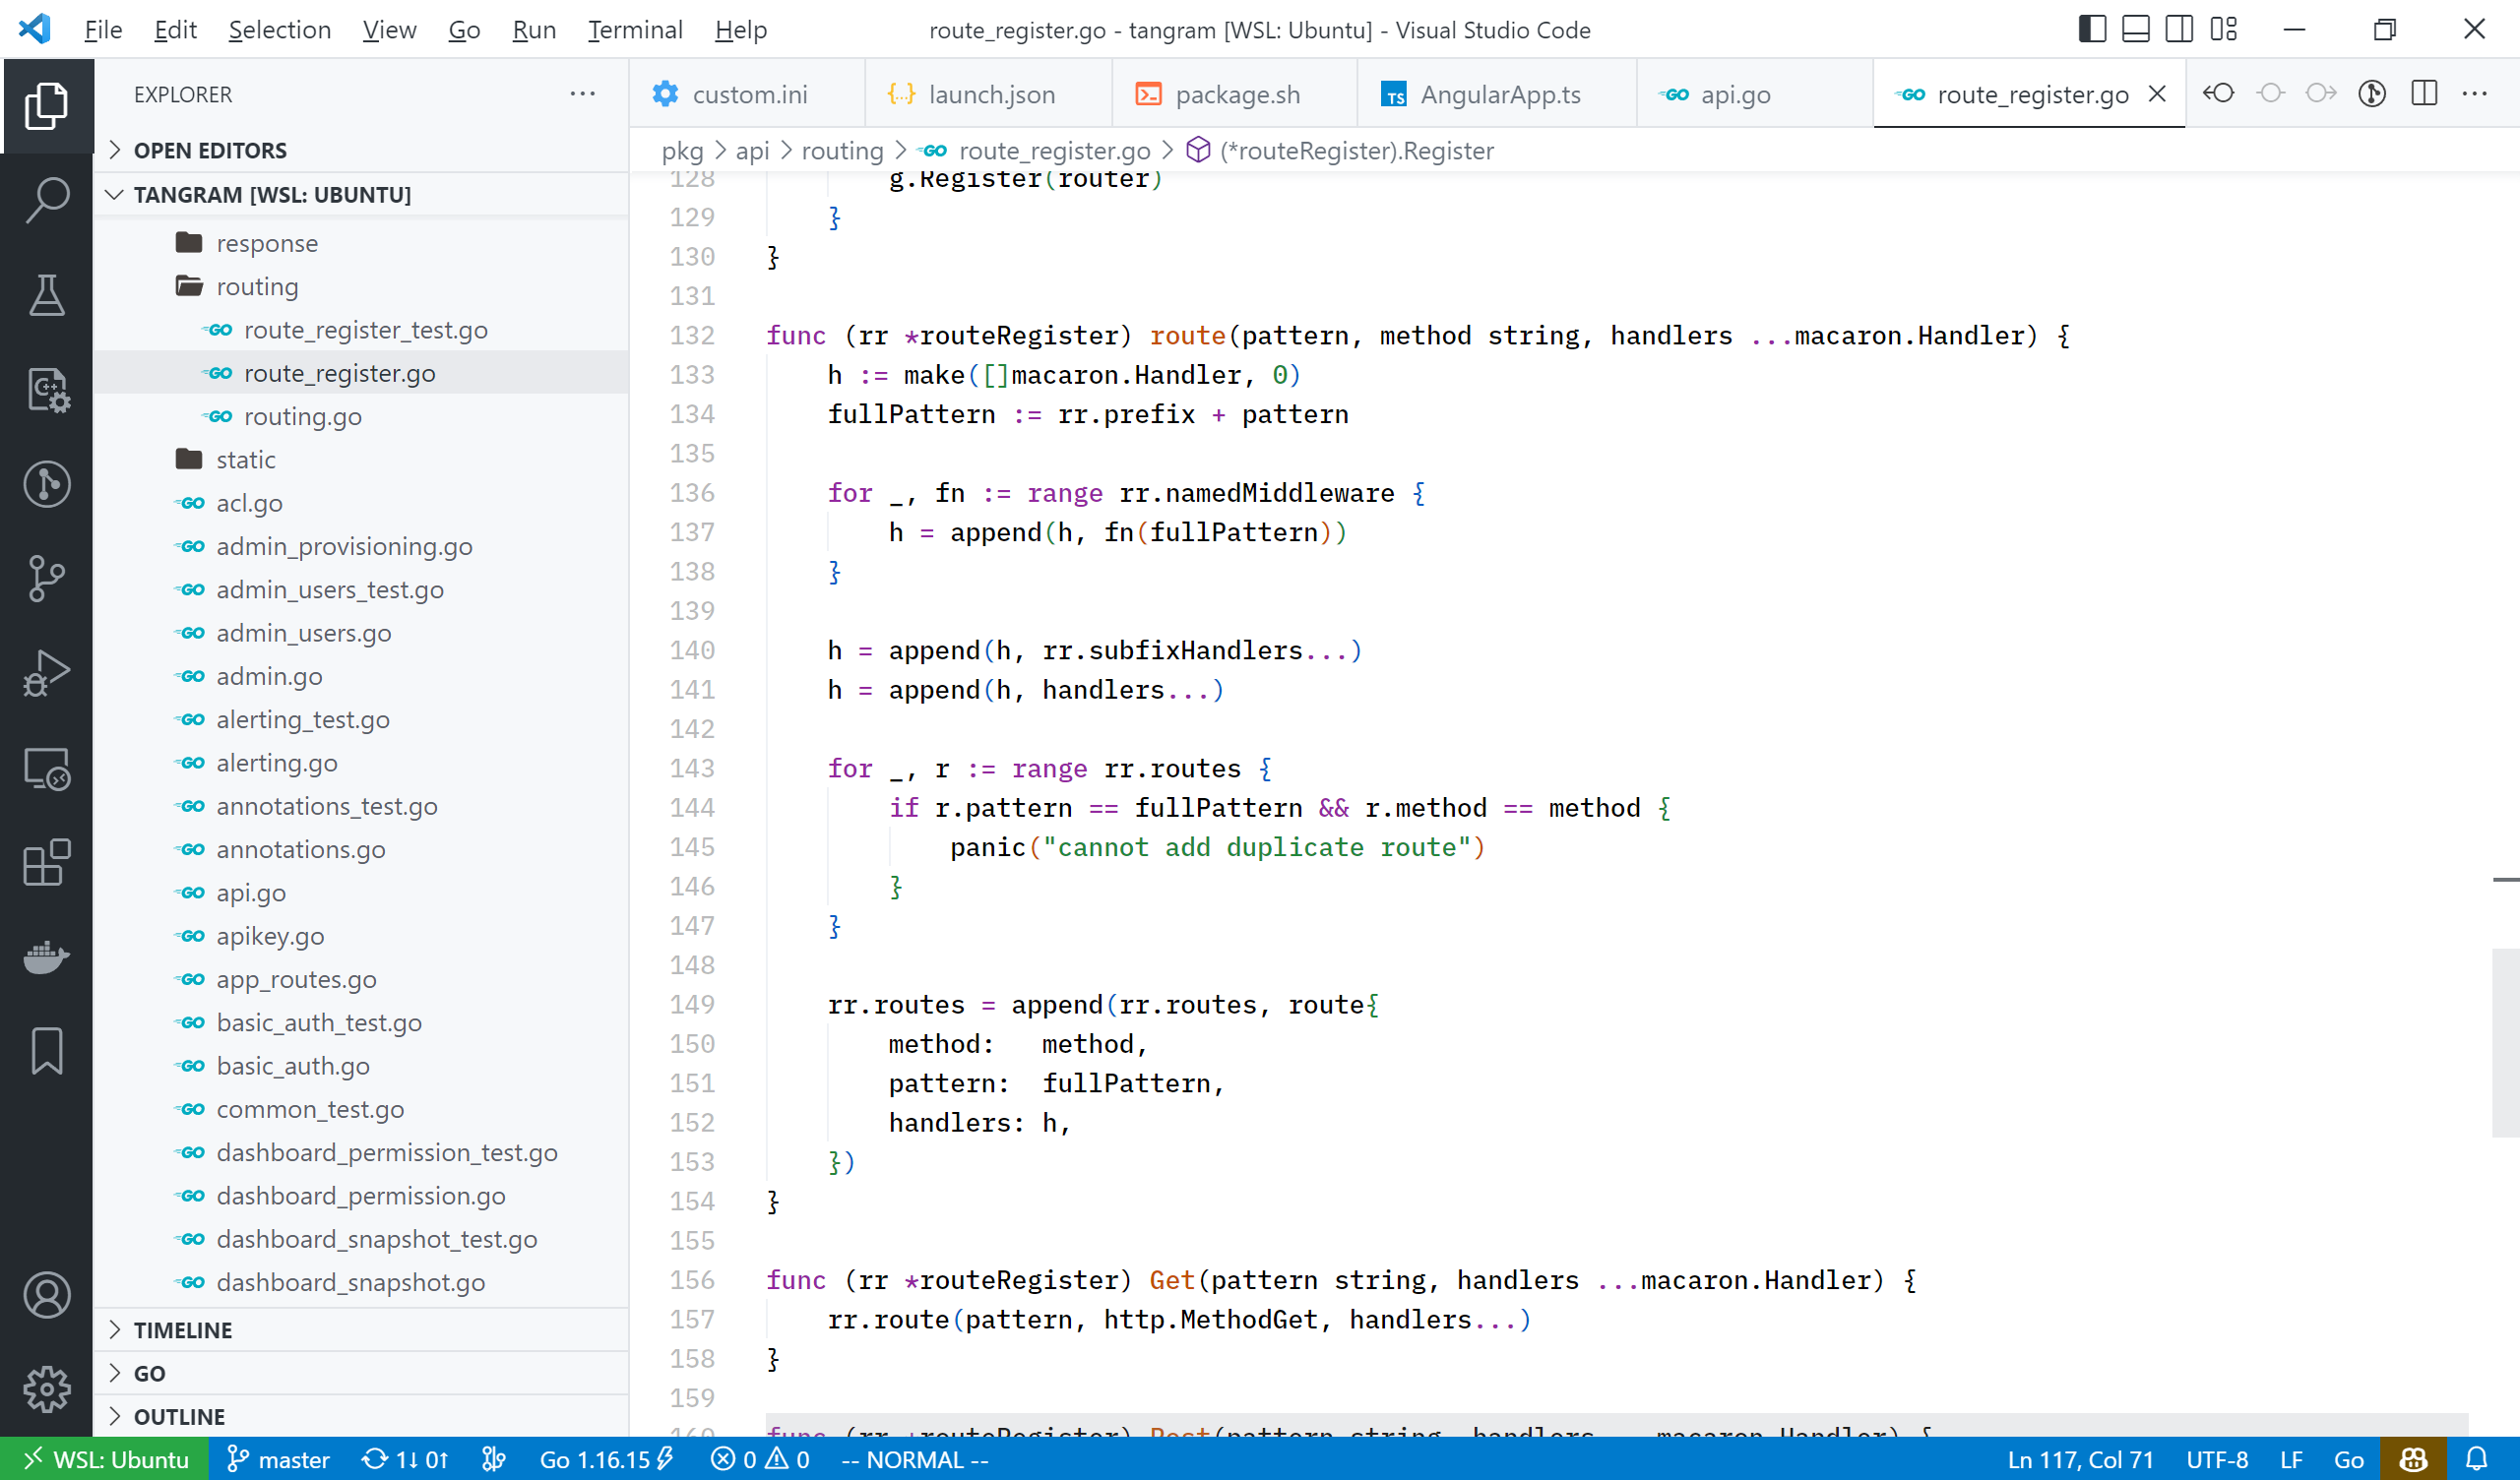 File Edit Selection View Go Run Terminal Help
route_register.go - tangram [WSL: Ubuntu] - Visual Studio Code
EXPLORER
OPEN EDITORS
TANGRAM [WSL: UBUNTU]
response
routing
route_register_test.go
route_register.go
routing.go
static
acl.go
admin_provisioning.go
admin_users_test.go
admin_users.go
admin.go
alerting_test.go
alerting.go
annotations_test.go
annotations.go
api.go
apikey.go
app_routes.go
basic_auth_test.go
basic_auth.go
common_test.go
dashboard_permission_test.go
dashboard_permission.go
dashboard_snapshot_test.go
dashboard_snapshot.go
TIMELINE
GO
OUTLINE
custom.ini launch.json package.sh AngularApp.ts api.go route_register.go
pkg > api > routing > route_register.go > (*routeRegister).Register
128 g.Register(router)
129 }
130 }
131
132 func (rr *routeRegister) route(pattern, method string, handlers ...macaron.Handler) {
133 h := make([]macaron.Handler, 0)
134 fullPattern := rr.prefix + pattern
135
136 for _, fn := range rr.namedMiddleware {
137 h = append(h, fn(fullPattern))
138 }
139
140 h = append(h, rr.subfixHandlers...)
141 h = append(h, handlers...)
142
143 for _, r := range rr.routes {
144 if r.pattern == fullPattern && r.method == method {
145 panic("cannot add duplicate route")
146 }
147 }
148
149 rr.routes = append(rr.routes, route{
150 method: method,
151 pattern: fullPattern,
152 handlers: h,
153 })
154 }
155
156 func (rr *routeRegister) Get(pattern string, handlers ...macaron.Handler) {
157 rr.route(pattern, http.MethodGet, handlers...)
158 }
159
160 func (rr *routeRegister) Post(pattern string, handlers ...macaron.Handler) {
WSL: Ubuntu master 1↓ 0↑ Go 1.16.15 0 0 -- NORMAL -- Ln 117, Col 71 UTF-8 LF Go